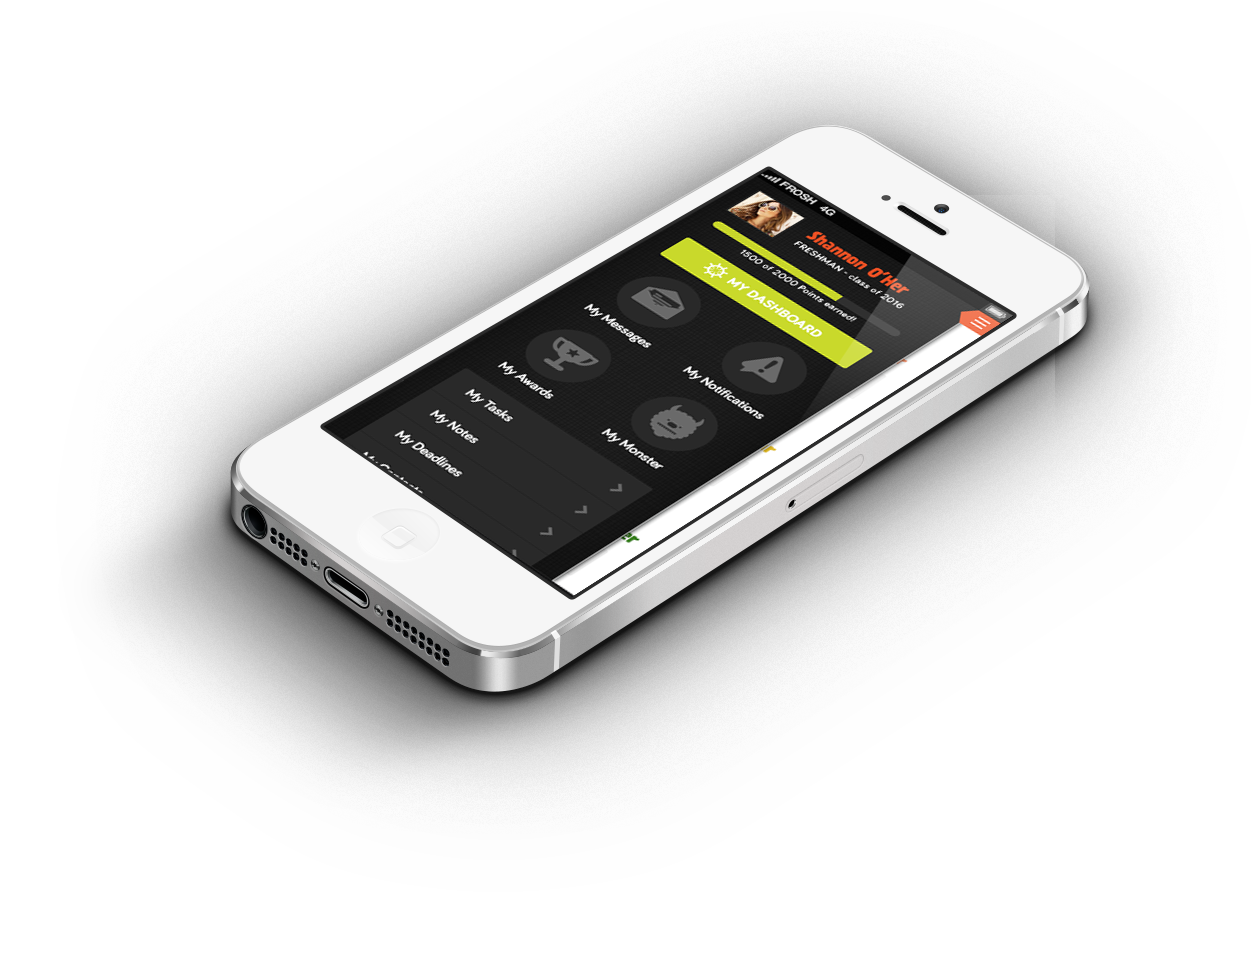 FROSH 4G
Shannon O'Her
FRESHMAN - class of 2016
1500 of 2000 Points earned!
MY DASHBOARD
My Messages
My Notifications
My Awards
My Monster
My Tasks
My Notes
My Deadlines
er